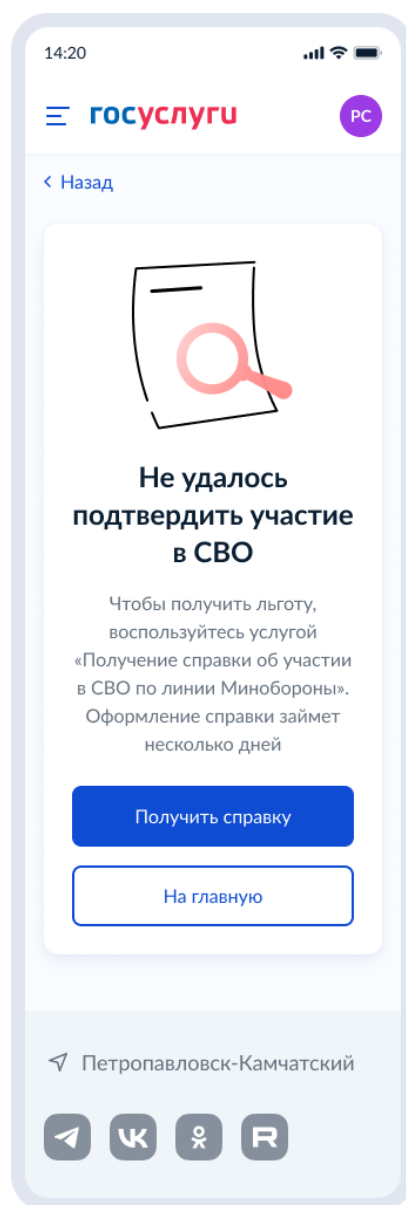 14:20
госуслуги
РС
Назад
Не удалось
подтвердить участие
в СВО
Чтобы получить льготу,
воспользуйтесь услугой
«Получение справки об участии
в СВО по линии Минобороны».
Оформление справки займет
несколько дней
Получить справку
На главную
Петропавловск-Камчатский